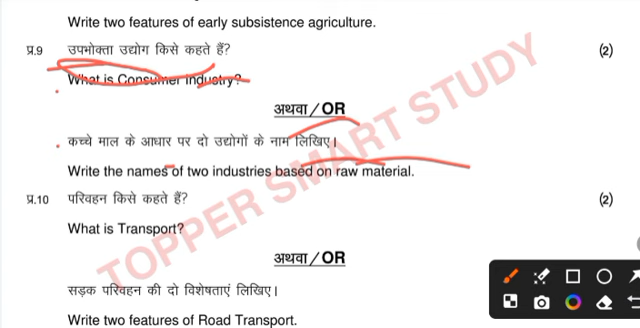 Write two features of early subsistence agriculture.
प्र.9 उपभोक्ता उद्योग किसे कहते हैं? (2)
What is Consumer Industry?
अथवा/OR
कच्चे माल के आधार पर दो उद्योगों के नाम लिखिए।
Write the names of two industries based on raw material.
प्र.10 परिवहन किसे कहते हैं? (2)
What is Transport?
अथवा/OR
सड़क परिवहन की दो विशेषताएं लिखिए।
Write two features of Road Transport.
TOPPER SMART STUDY